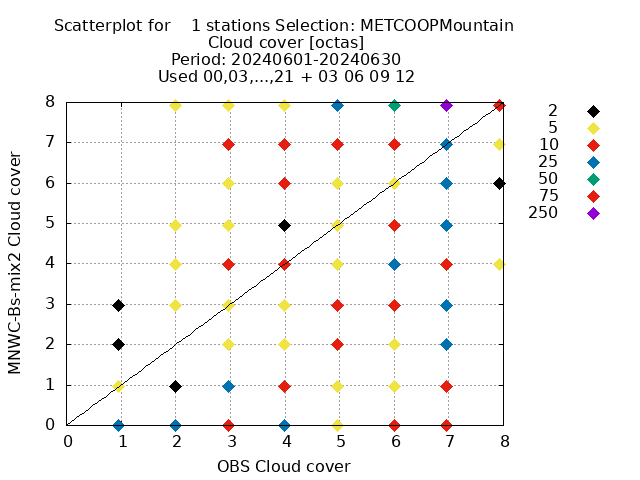 Scatterplot for    1 stations Selection: METCOOPMountain
Cloud cover [octas]
Period: 20240601-20240630
Used 00,03,...,21 + 03 06 09 12
8
7
6
5
4
3
2
1
0
0 1 2 3 4 5 6 7 8
MNWC-Bs-mix2 Cloud cover
OBS Cloud cover
2
5
10
25
50
75
250